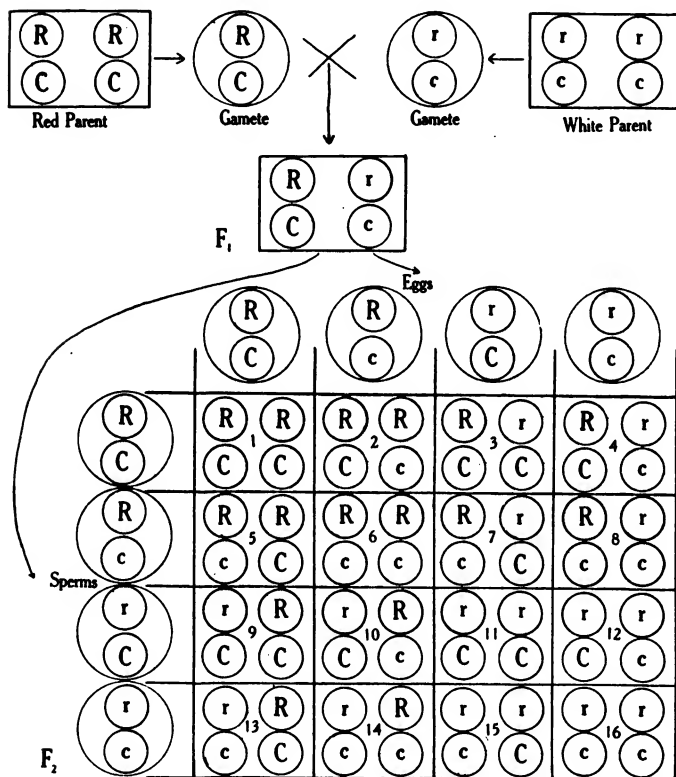 R R R r r r
C C C c c c
Red Parent Gamete Gamete White Parent
R r
C c
F₁
Eggs
R R r r
C c C c
R R R R R R r R r
1 2 3 4
C C C C c C C C c
R R R R R R r R r
5 6 7 8
c c C c c c C c c
Sperms
r r R r R r r r r
9 10 11 12
C C C C c C C C c
r r R r R r r r r
13 14 15 16
c c C c c c C c c
F₂